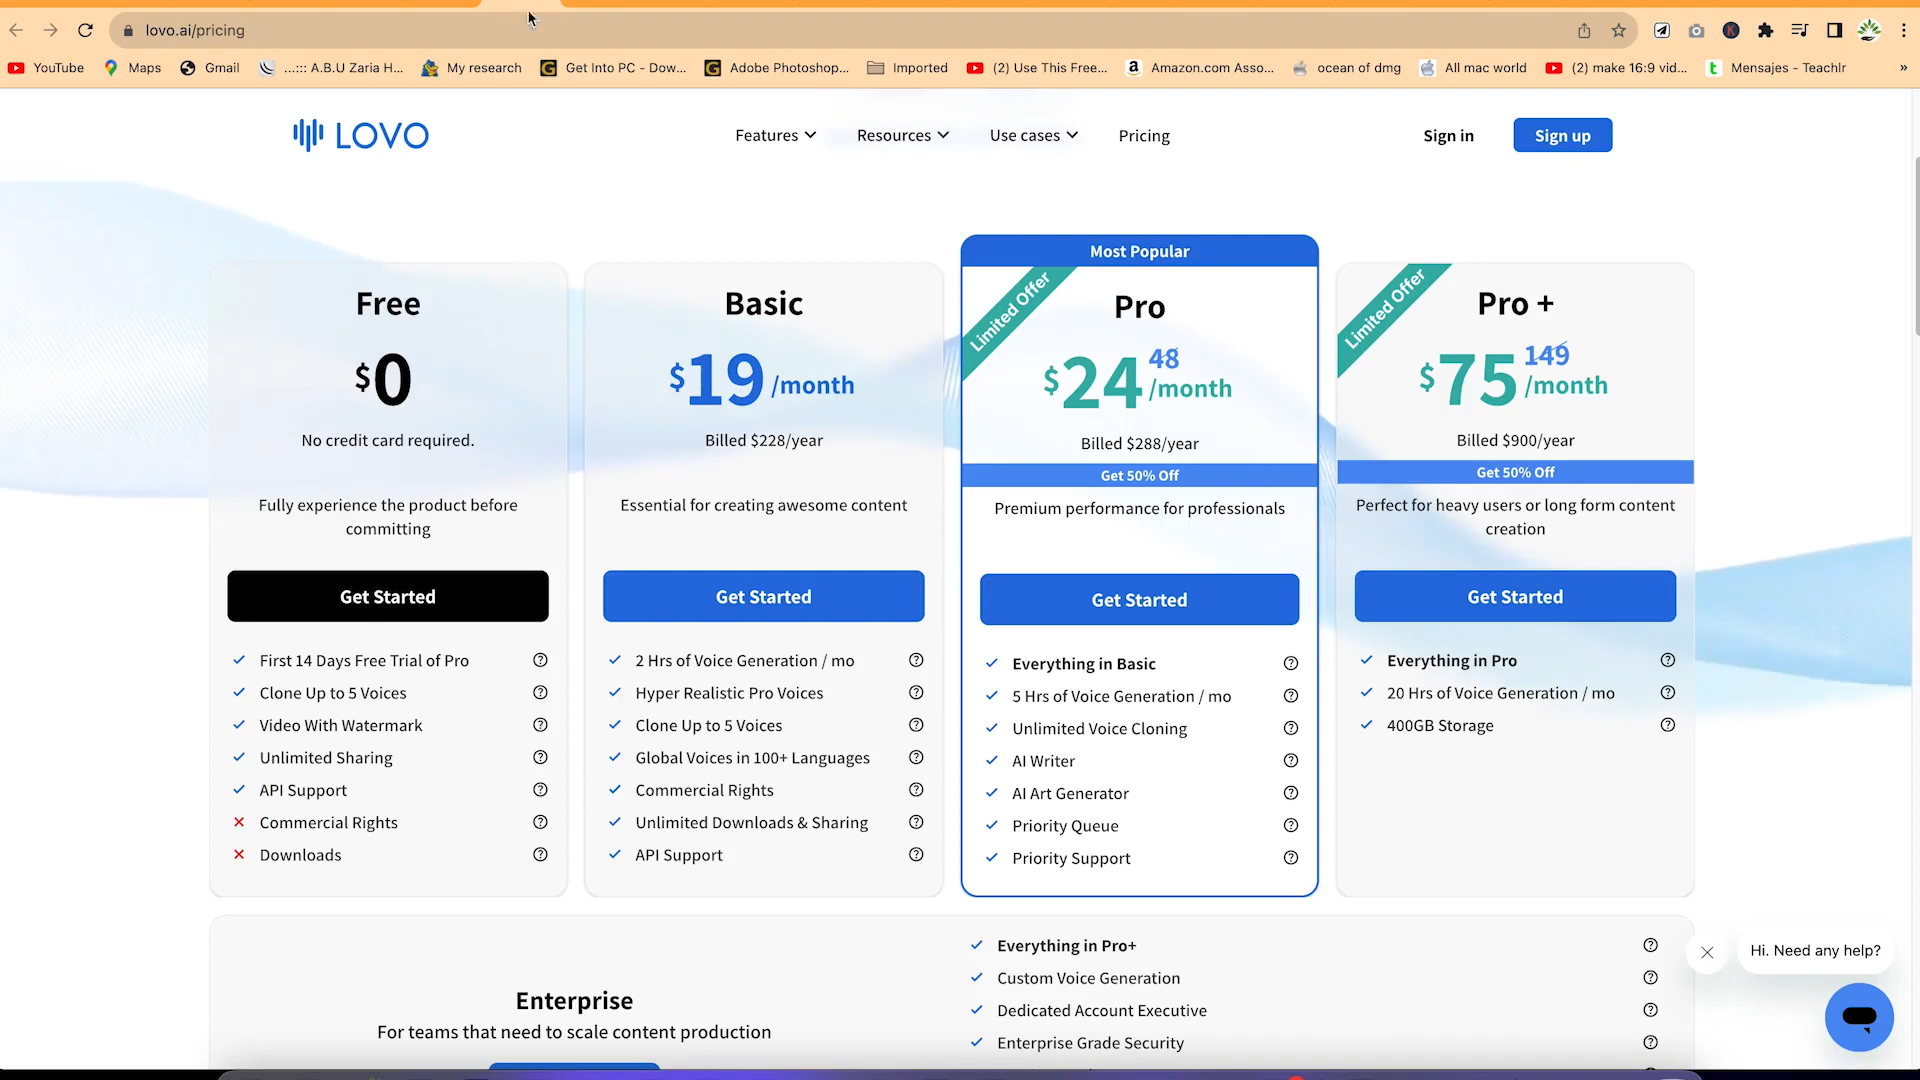 lovo.ai/pricing
YouTube
Maps
Gmail
...::: A.B.U Zaria H...
My research
Get Into PC - Dow...
Adobe Photoshop...
Imported
(2) Use This Free...
Amazon.com Asso...
ocean of dmg
All mac world
(2) make 16:9 vid...
Mensajes - Teachlr
»
LOVO
Features
Resources
Use cases
Pricing
Sign in
Sign up
Free
$0
No credit card required.
Fully experience the product before
committing
Get Started
First 14 Days Free Trial of Pro
Clone Up to 5 Voices
Video With Watermark
Unlimited Sharing
API Support
Commercial Rights
Downloads
Basic
$19 /month
Billed $228/year
Essential for creating awesome content
Get Started
2 Hrs of Voice Generation / mo
Hyper Realistic Pro Voices
Clone Up to 5 Voices
Global Voices in 100+ Languages
Commercial Rights
Unlimited Downloads & Sharing
API Support
Most Popular
Limited Offer
Pro
$24 48 /month
Billed $288/year
Get 50% Off
Premium performance for professionals
Get Started
Everything in Basic
5 Hrs of Voice Generation / mo
Unlimited Voice Cloning
AI Writer
AI Art Generator
Priority Queue
Priority Support
Limited Offer
Pro +
$75 149 /month
Billed $900/year
Get 50% Off
Perfect for heavy users or long form content
creation
Get Started
Everything in Pro
20 Hrs of Voice Generation / mo
400GB Storage
Enterprise
For teams that need to scale content production
Everything in Pro+
Custom Voice Generation
Dedicated Account Executive
Enterprise Grade Security
Hi. Need any help?